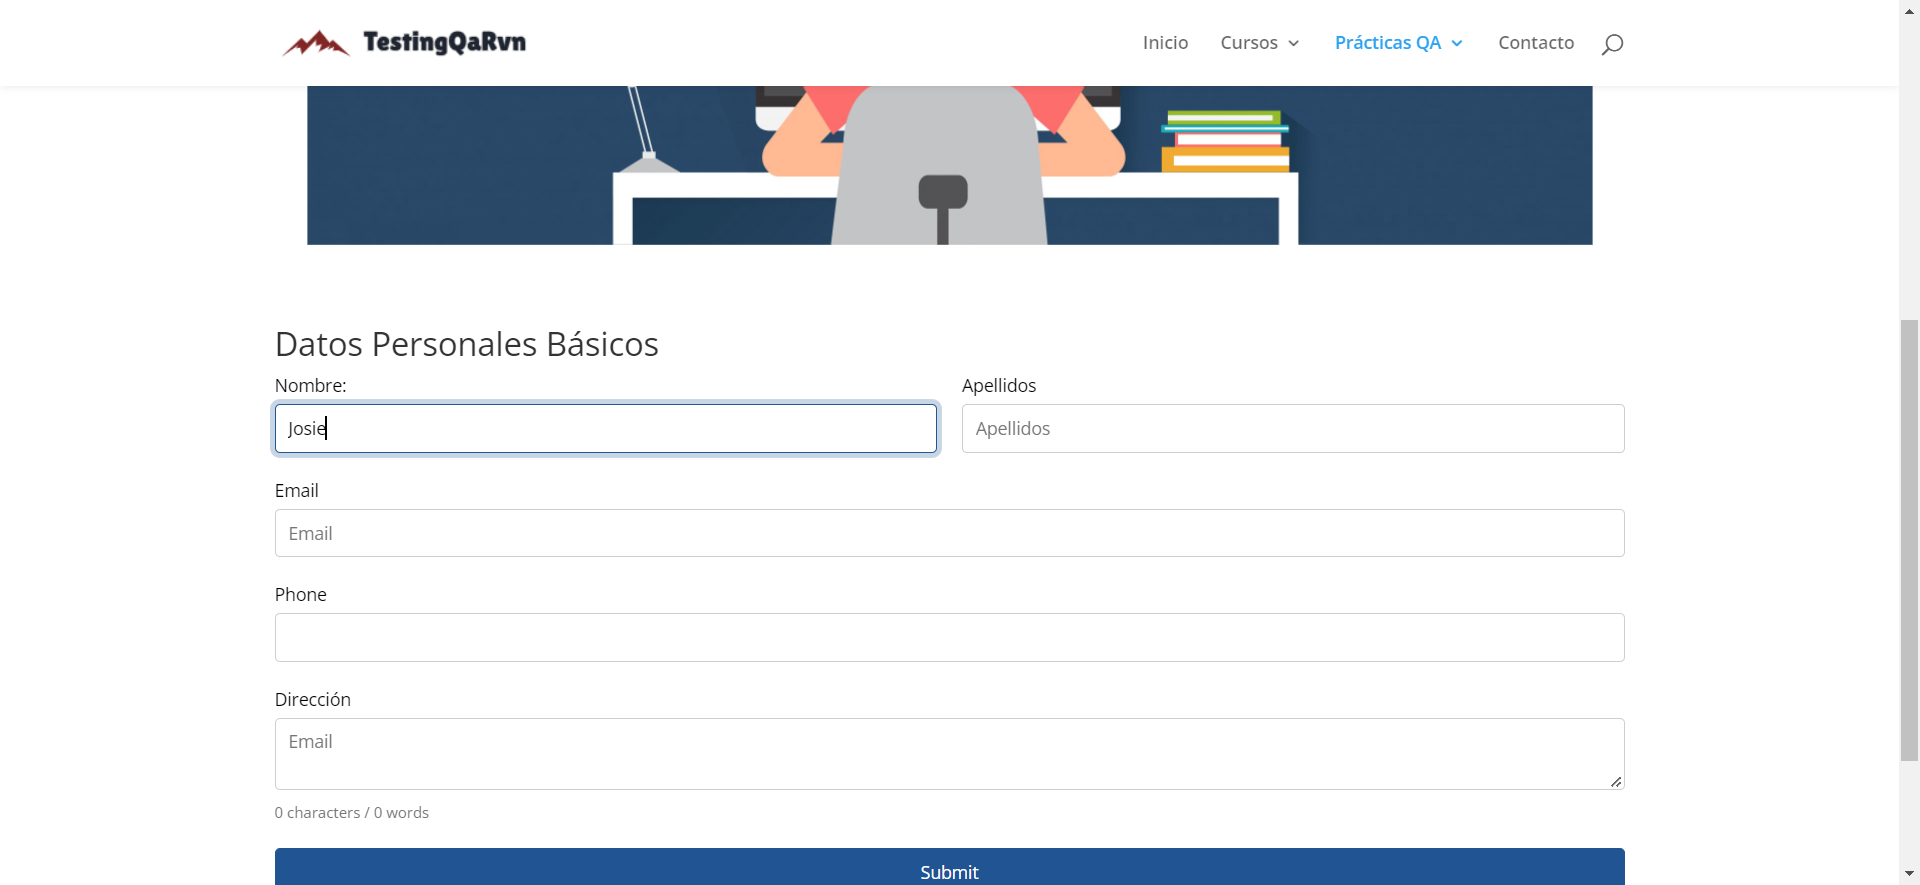 TestingQaRvn
Inicio Cursos Prácticas QA Contacto
Datos Personales Básicos
Nombre: Apellidos
Josie Apellidos
Email
Email
Phone
Dirección
Email
0 characters / 0 words
Submit